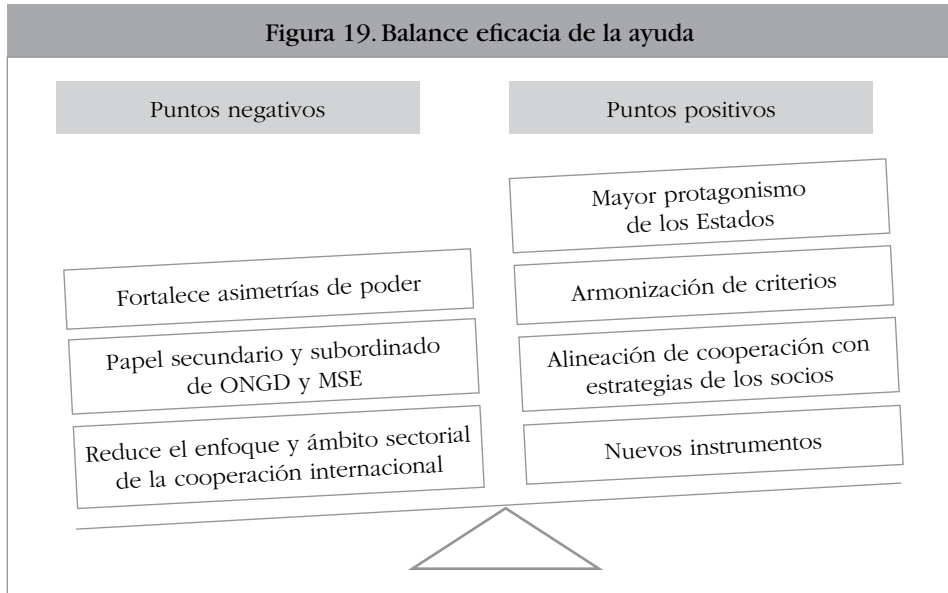 Figura 19. Balance eficacia de la ayuda
Puntos negativos
Fortalece asimetrías de poder
Papel secundario y subordinado
de ONGD y MSE
Reduce el enfoque y ámbito sectorial
de la cooperación internacional
Puntos positivos
Mayor protagonismo
de los Estados
Armonización de criterios
Alineación de cooperación con
estrategias de los socios
Nuevos instrumentos